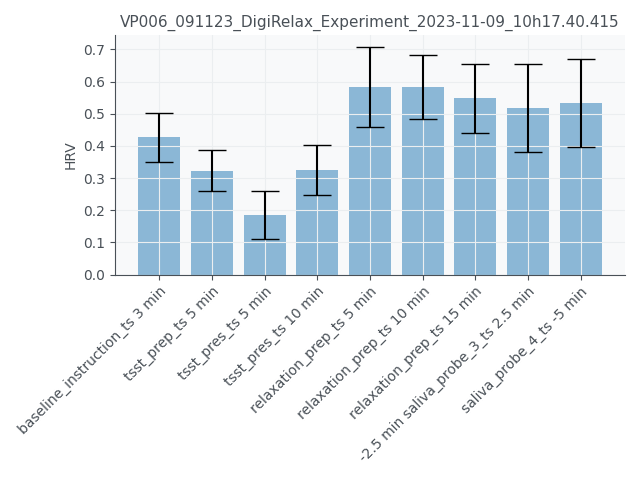 VP006_091123_DigiRelax_Experiment_2023-11-09_10h17.40.415
HRV
0.7
0.6
0.5
0.4
0.3
0.2
0.1
0.0
baseline_instruction_ts 3 min
tsst_prep_ts 5 min
tsst_pres_ts 5 min
tsst_pres_ts 10 min
relaxation_prep_ts 5 min
relaxation_prep_ts 10 min
relaxation_prep_ts 15 min
-2.5 min saliva_probe_3_ts 2.5 min
saliva_probe_4_ts -5 min